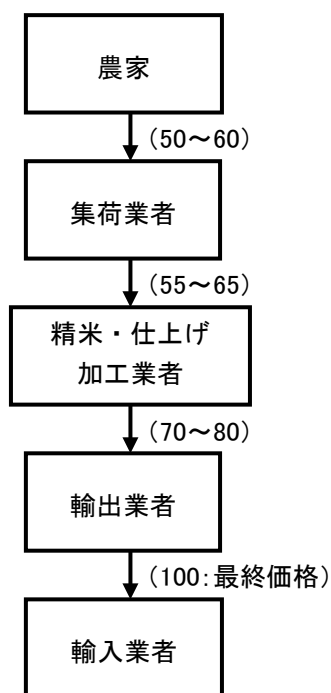 農家
(50～60)
集荷業者
(55～65)
精米・仕上げ
加工業者
(70～80)
輸出業者
(100:最終価格)
輸入業者